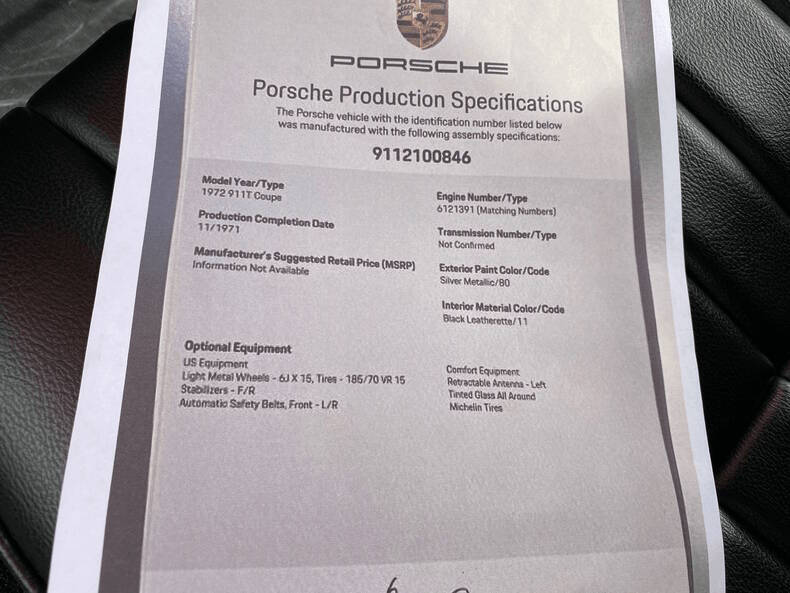 PORSCHE
Porsche Production Specifications
The Porsche vehicle with the identification number listed below
was manufactured with the following assembly specifications:
9112100846
Model Year/Type
1972 911T Coupe
Production Completion Date
11/1971
Manufacturer's Suggested Retail Price (MSRP)
Information Not Available
Engine Number/Type
6121391 (Matching Numbers)
Transmission Number/Type
Not Confirmed
Exterior Paint Color/Code
Silver Metallic/80
Interior Material Color/Code
Black Leatherette/11
Optional Equipment
US Equipment
Light Metal Wheels - 6J X 15, Tires - 185/70 VR 15
Stabilizers - F/R
Automatic Safety Belts, Front - L/R
Comfort Equipment
Retractable Antenna - Left
Tinted Glass All Around
Michelin Tires